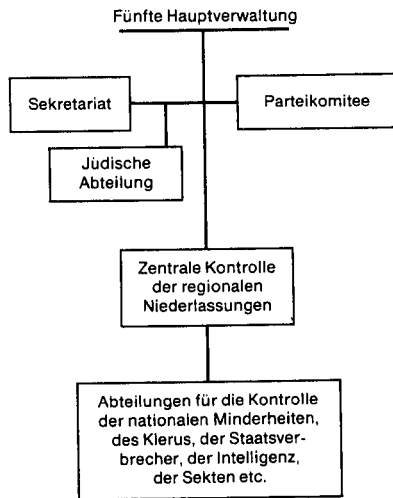 Fünfte Hauptverwaltung
Sekretariat
Parteikomitee
Jüdische
Abteilung
Zentrale Kontrolle
der regionalen
Niederlassungen
Abteilungen für die Kontrolle
der nationalen Minderheiten,
des Klerus, der Staatsver-
brecher, der Intelligenz,
der Sekten etc.